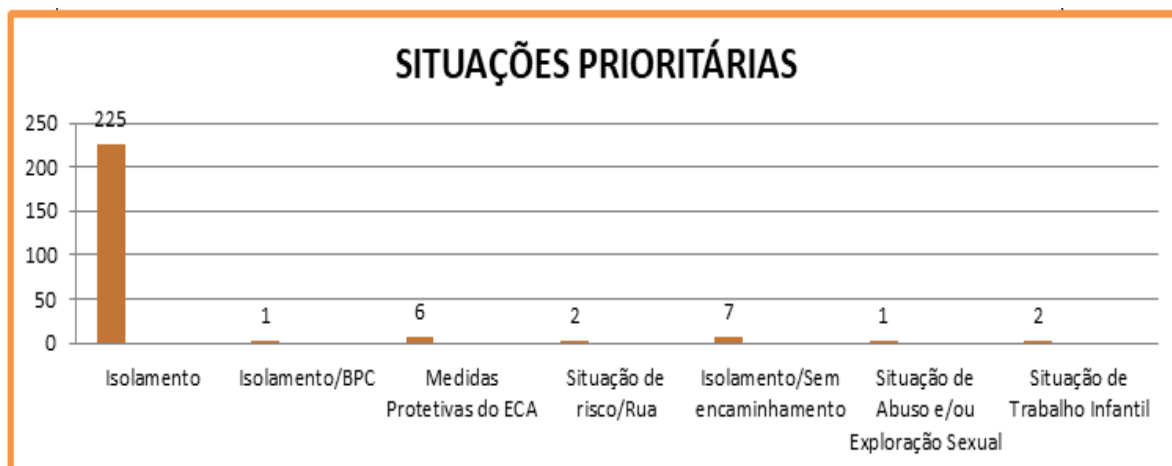 SITUAÇÕES PRIORITÁRIAS
250
200
150
100
50
0
225
1
6
2
7
1
2
Isolamento
Isolamento/BPC
Medidas
Protetivas do ECA
Situação de
risco/Rua
Isolamento/Sem
encaminhamento
Situação de
Abuso e/ou
Exploração Sexual
Situação de
Trabalho Infantil